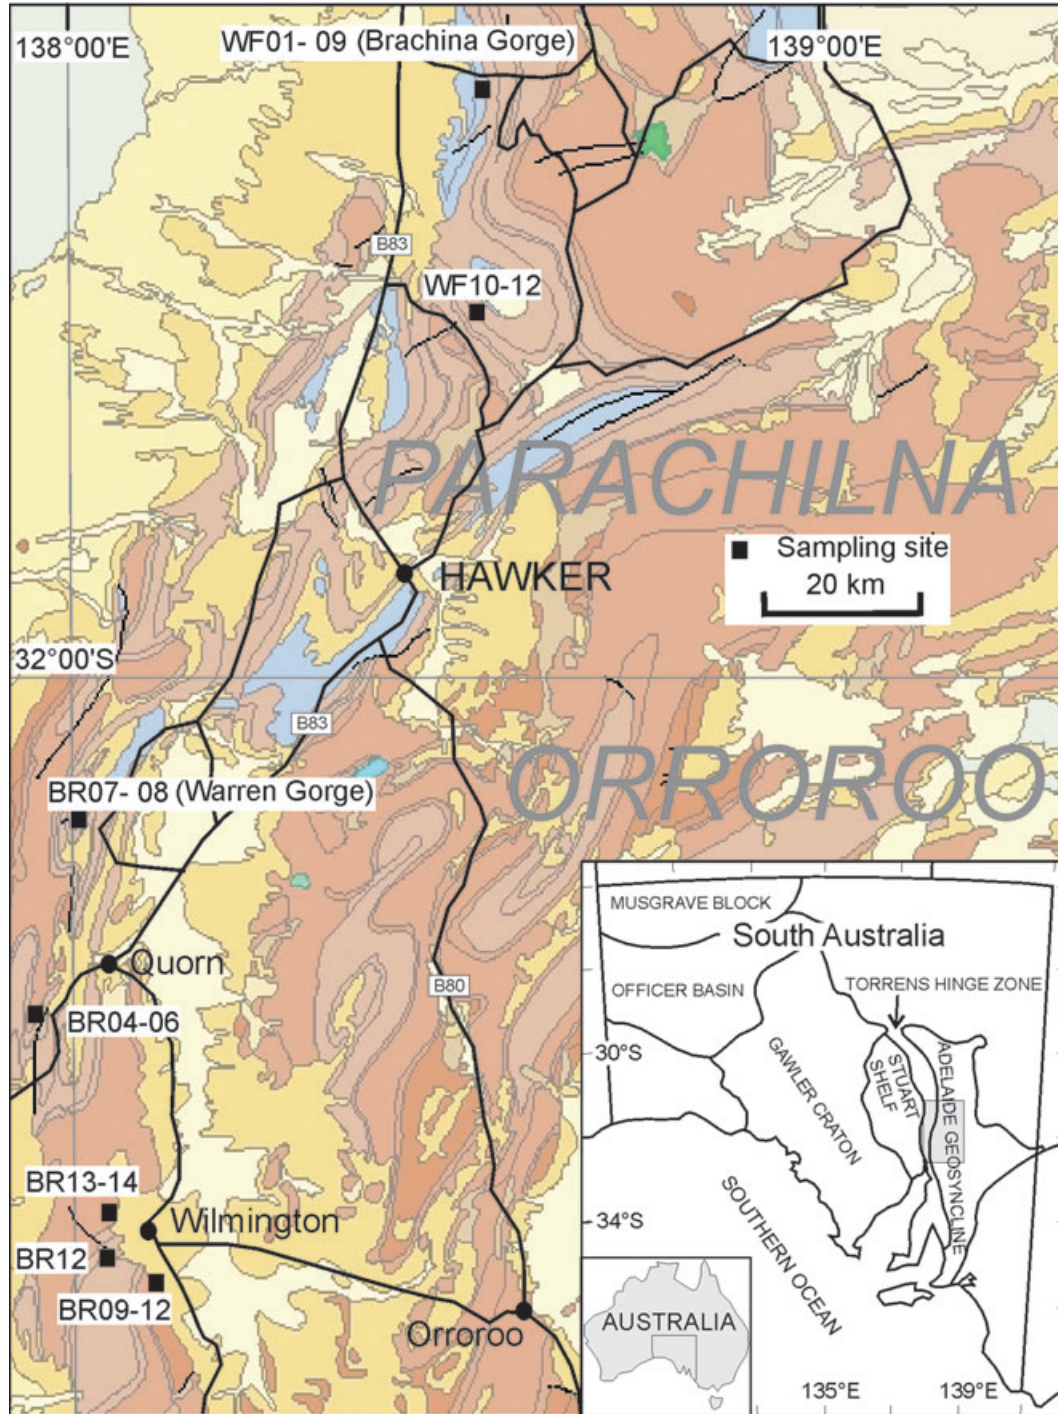 138°00'E
WF01- 09 (Brachina Gorge)
139°00'E
B83
WF10-12
PARACHILNA
Sampling site
20 km
HAWKER
32°00'S
B83
ORROROO
BR07- 08 (Warren Gorge)
Quorn
B80
BR04-06
BR13-14
Wilmington
BR12
BR09-12
Orroroo
MUSGRAVE BLOCK
South Australia
OFFICER BASIN
TORRENS HINGE ZONE
30°S
GAWLER CRATON
STUART
SHELF
ADELAIDE GEOSYNCLINE
34°S
SOUTHERN OCEAN
AUSTRALIA
135°E
139°E